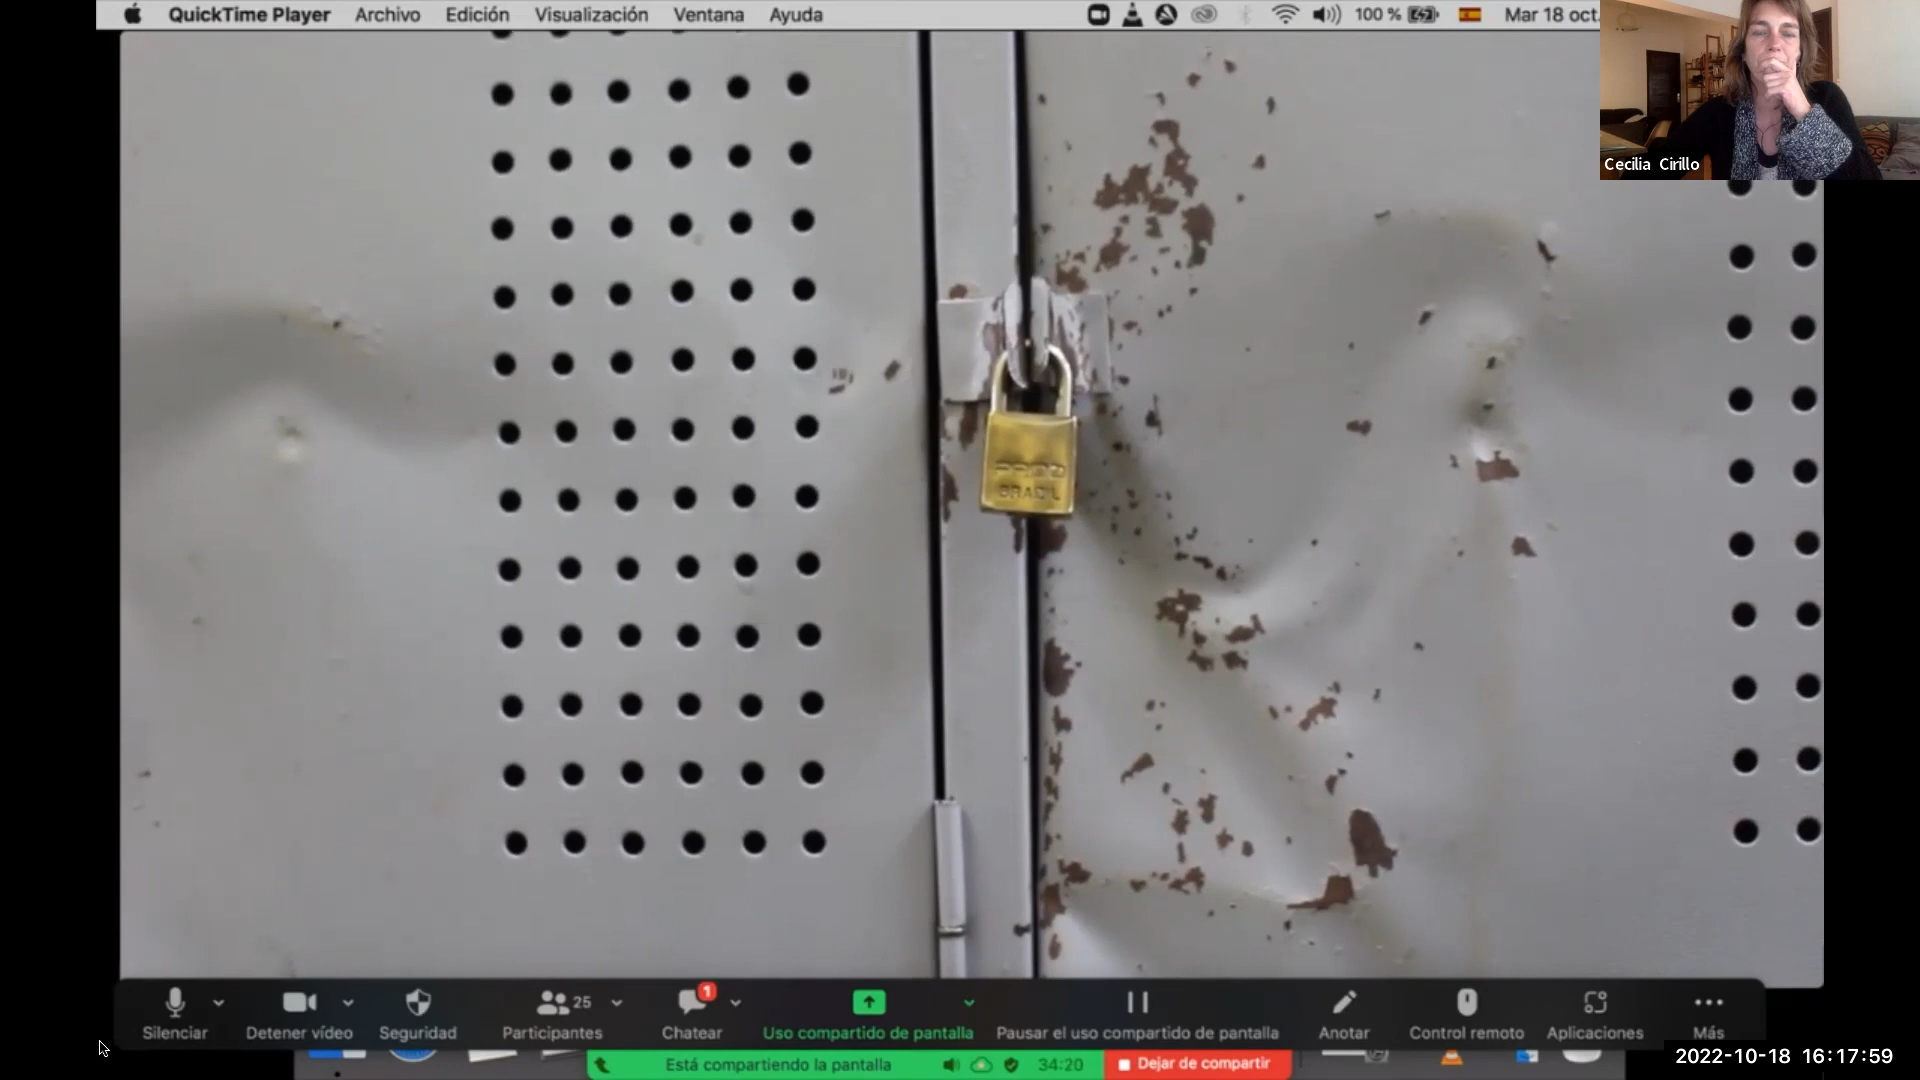 QuickTime Player Archivo Edición Visualización Ventana Ayuda 100 % Mar 18 oct.
Cecilia Cirillo
PADO
BRAZIL
1
25
Silenciar Detener vídeo Seguridad Participantes Chatear Uso compartido de pantalla Pausar el uso compartido de pantalla Anotar Control remoto Aplicaciones Más
Está compartiendo la pantalla 34:20 Dejar de compartir
2022-10-18 16:17:59